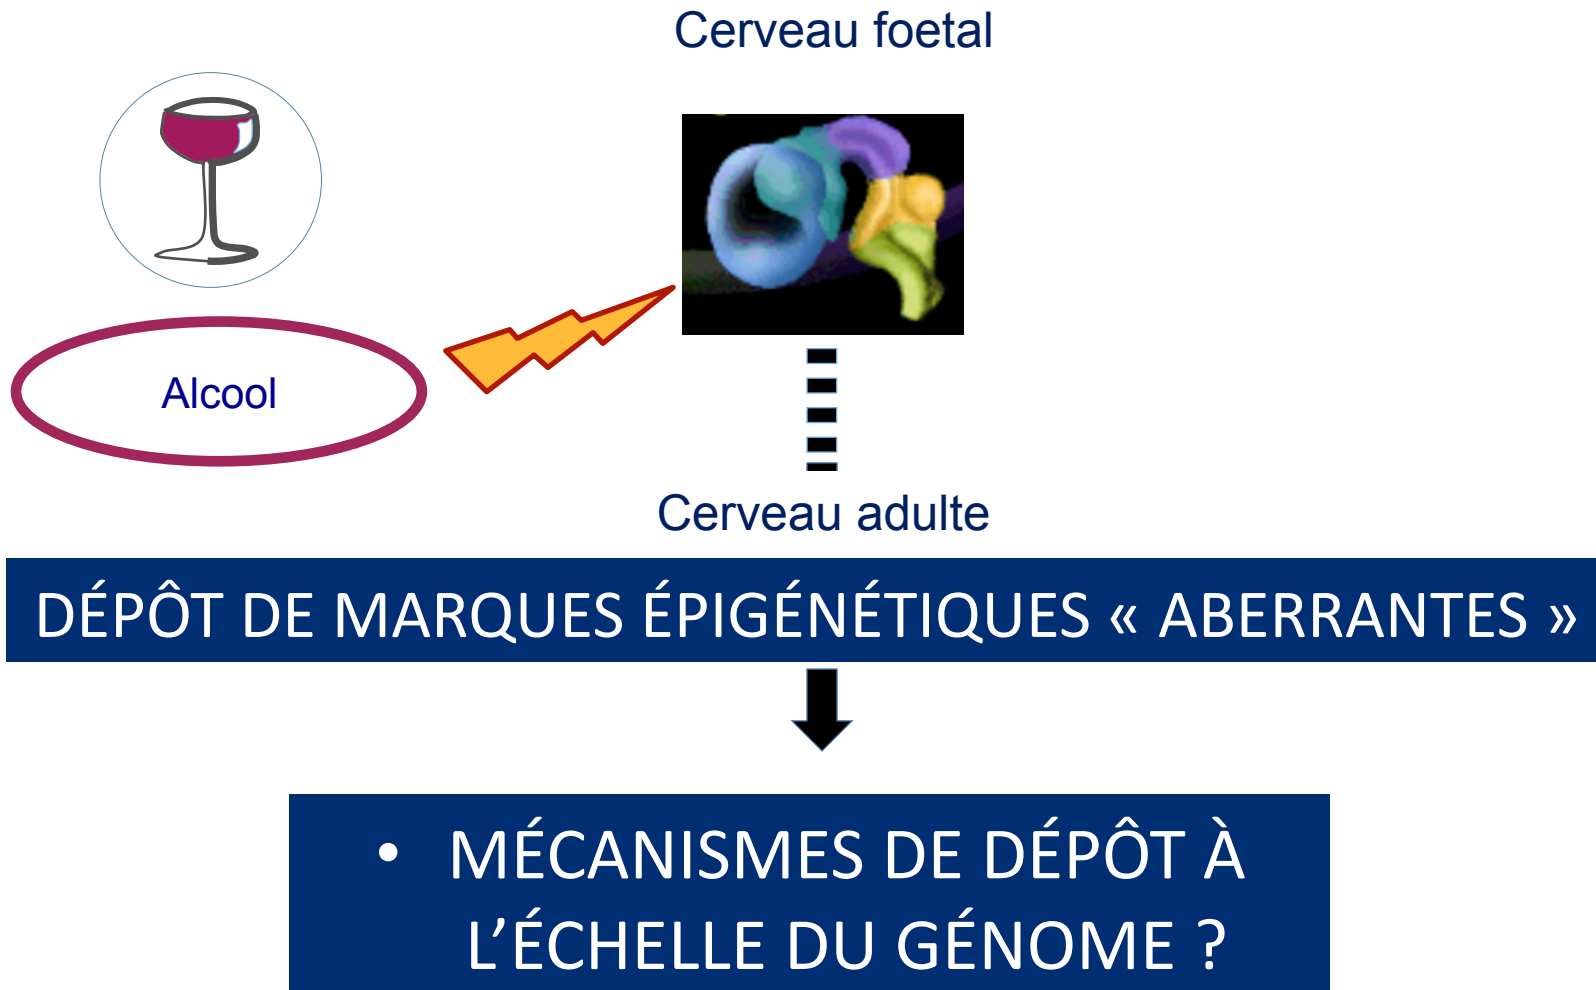 Cerveau foetal
Alcool
Cerveau adulte
DÉPÔT DE MARQUES ÉPIGÉNÉTIQUES « ABERRANTES »
• MÉCANISMES DE DÉPÔT À
L’ÉCHELLE DU GÉNOME ?